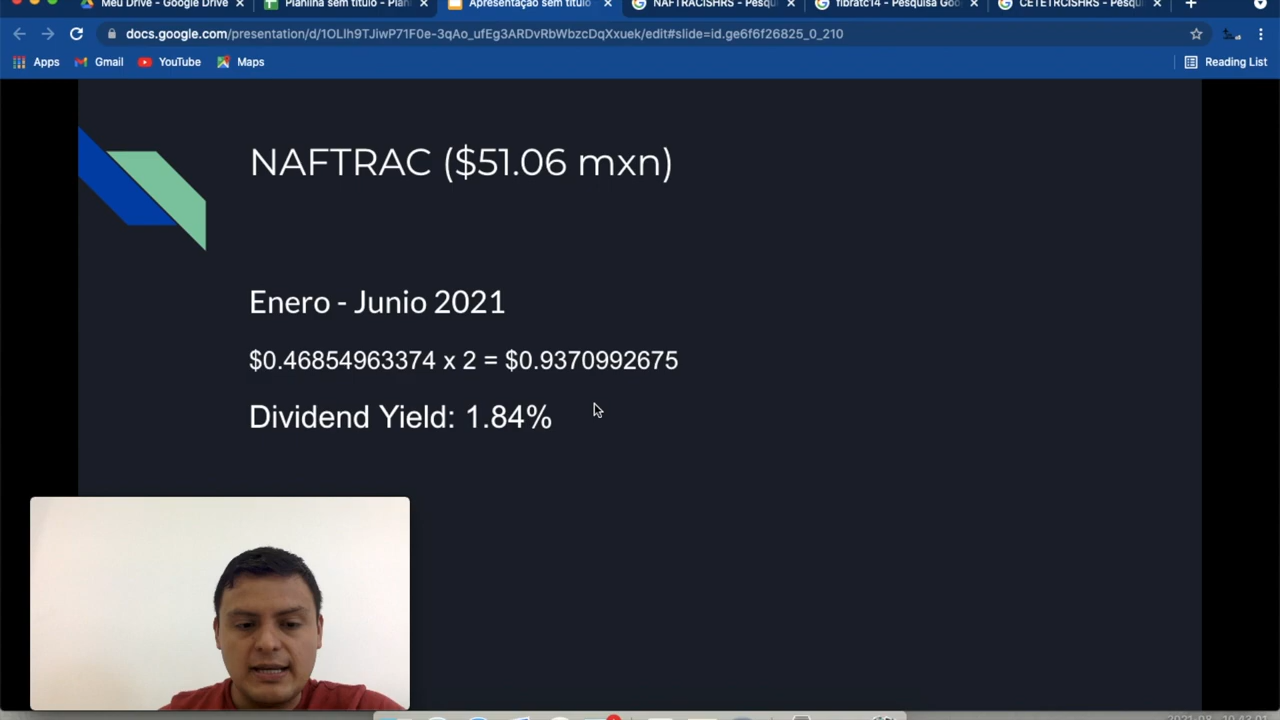 Meu Drive - Google Drive
Planilha sem título - Plan
Apresentação sem título
NAFTRACISHRS - Pesqui
fibratc14 - Pesquisa Goo
CETETRCISHRS - Pesqu
docs.google.com/presentation/d/1OLIh9TJiwP71F0e-3qAo_ufEg3ARDvRbWbzcDqXxuek/edit#slide=id.ge6f6f26825_0_210
Apps
Gmail
YouTube
Maps
Reading List
NAFTRAC ($51.06 mxn)
Enero - Junio 2021
$0.46854963374 x 2 = $0.9370992675
Dividend Yield: 1.84%